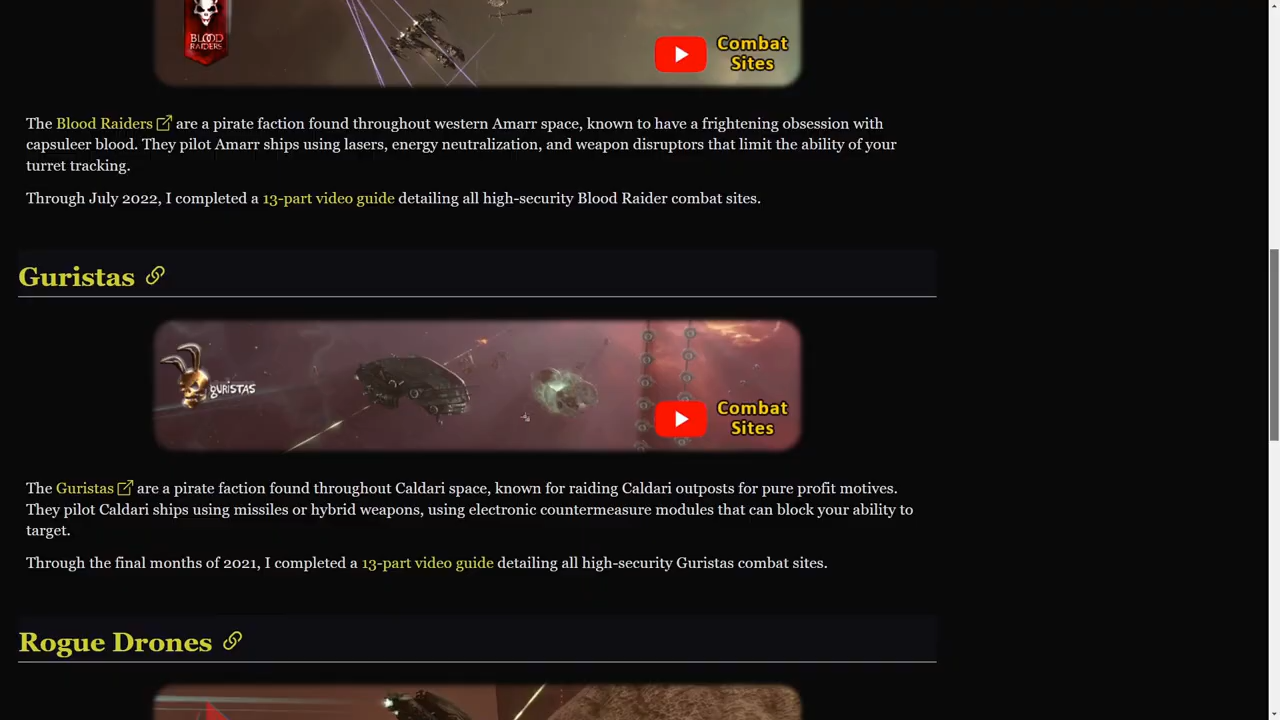 BLOOD
RAIDERS
Combat
Sites
The Blood Raiders are a pirate faction found throughout western Amarr space, known to have a frightening obsession with
capsuleer blood. They pilot Amarr ships using lasers, energy neutralization, and weapon disruptors that limit the ability of your
turret tracking.
Through July 2022, I completed a 13-part video guide detailing all high-security Blood Raider combat sites.
Guristas
GURISTAS
Combat
Sites
The Guristas are a pirate faction found throughout Caldari space, known for raiding Caldari outposts for pure profit motives.
They pilot Caldari ships using missiles or hybrid weapons, using electronic countermeasure modules that can block your ability to
target.
Through the final months of 2021, I completed a 13-part video guide detailing all high-security Guristas combat sites.
Rogue Drones